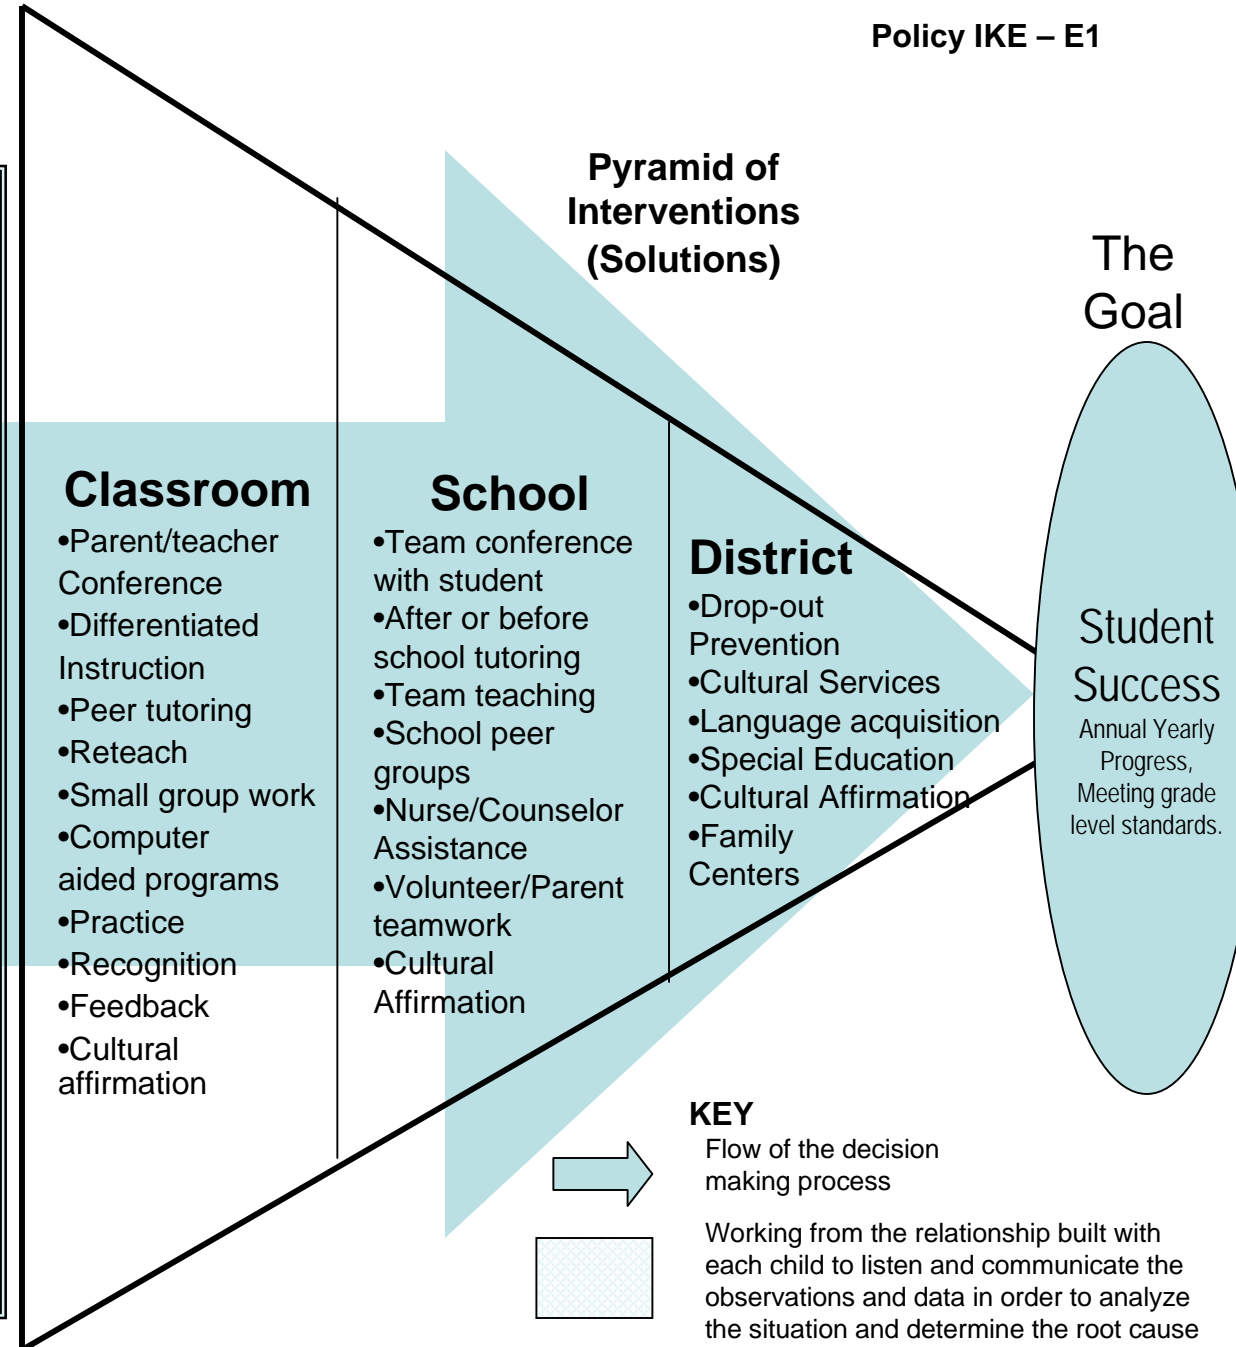 Policy IKE – E1
Pyramid of
Interventions
(Solutions)
The
Goal
Classroom
•Parent/teacher
Conference
•Differentiated
Instruction
•Peer tutoring
•Reteach
•Small group work
•Computer
aided programs
•Practice
•Recognition
•Feedback
•Cultural
affirmation
School
•Team conference
with student
•After or before
school tutoring
•Team teaching
•School peer
groups
•Nurse/Counselor
Assistance
•Volunteer/Parent
teamwork
•Cultural
Affirmation
District
•Drop-out
Prevention
•Cultural Services
•Language acquisition
•Special Education
•Cultural Affirmation
•Family
Centers
Student
Success
Annual Yearly
Progress,
Meeting grade
level standards.
KEY
Flow of the decision
making process
Working from the relationship built with
each child to listen and communicate the
observations and data in order to analyze
the situation and determine the root cause